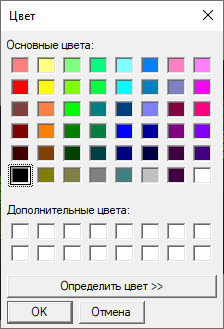 Цвет
Основные цвета:
Дополнительные цвета:
Определить цвет >>
OK
Отмена